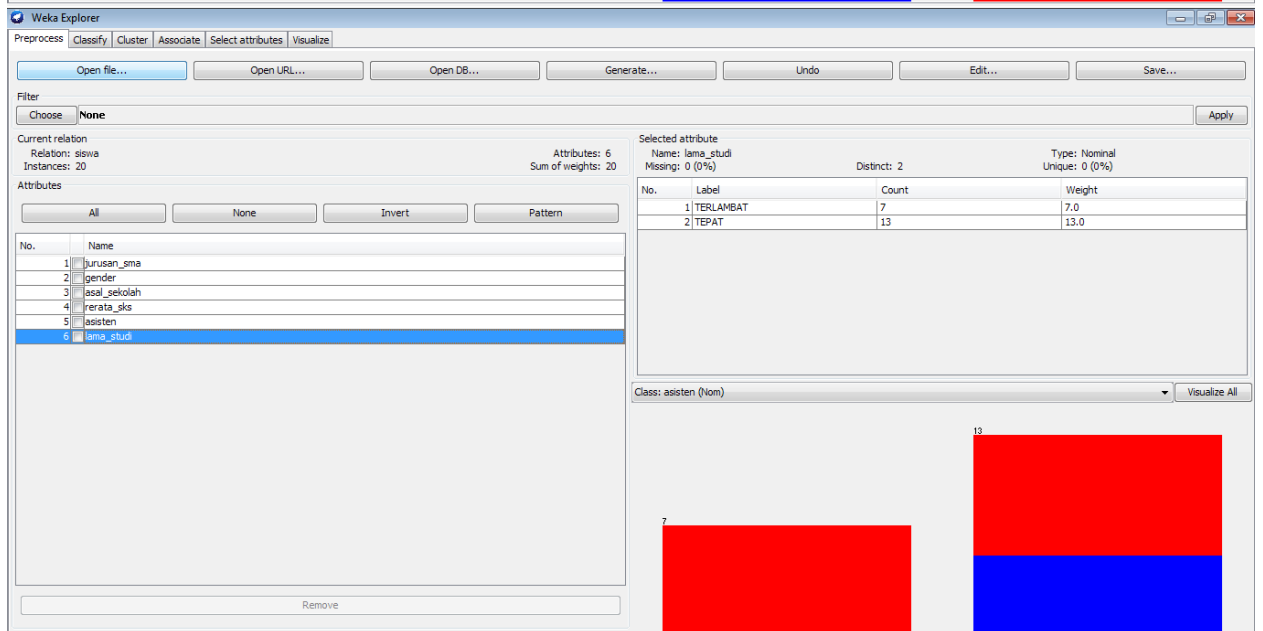 Weka Explorer
Preprocess Classify Cluster Associate Select attributes Visualize
Open file... Open URL... Open DB... Generate... Undo Edit... Save...
Filter
Choose None Apply
Current relation
Relation: siswa Attributes: 6
Instances: 20 Sum of weights: 20
Attributes
All None Invert Pattern
No. Name
1 jurusan_sma
2 gender
3 asal_sekolah
4 rerata_sks
5 asisten
6 lama_studi
Remove
Selected attribute
Name: lama_studi Type: Nominal
Missing: 0 (0%) Distinct: 2 Unique: 0 (0%)
No. Label Count Weight
1 TERLAMBAT 7 7.0
2 TEPAT 13 13.0
Class: asisten (Nom) Visualize All
13
7